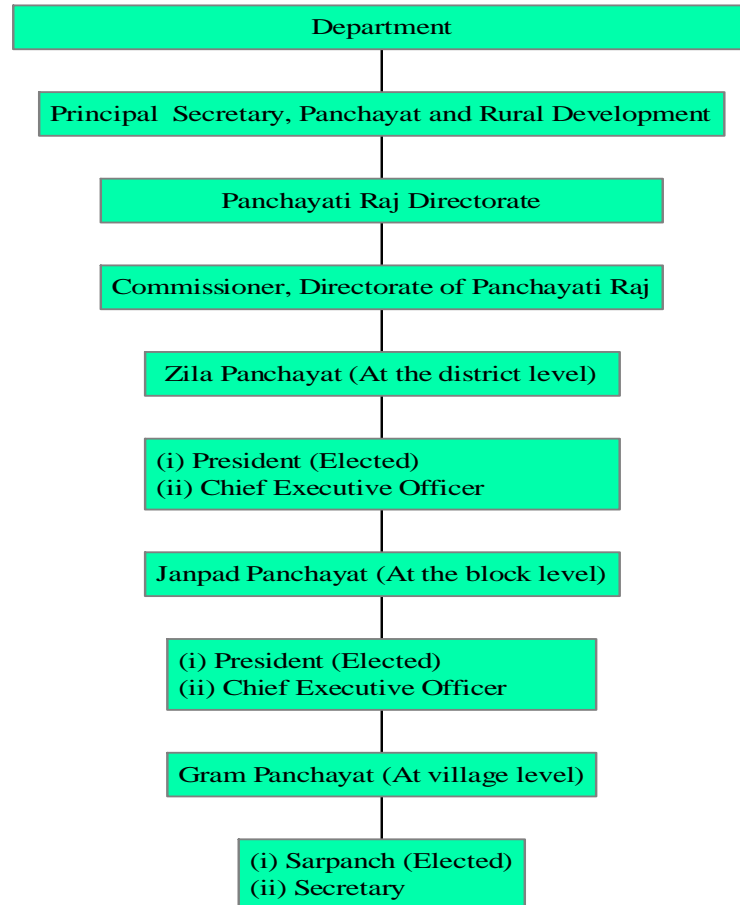 Department
Principal Secretary, Panchayat and Rural Development
Panchayati Raj Directorate
Commissioner, Directorate of Panchayati Raj
Zila Panchayat (At the district level)
(i) President (Elected)
(ii) Chief Executive Officer
Janpad Panchayat (At the block level)
(i) President (Elected)
(ii) Chief Executive Officer
Gram Panchayat (At village level)
(i) Sarpanch (Elected)
(ii) Secretary